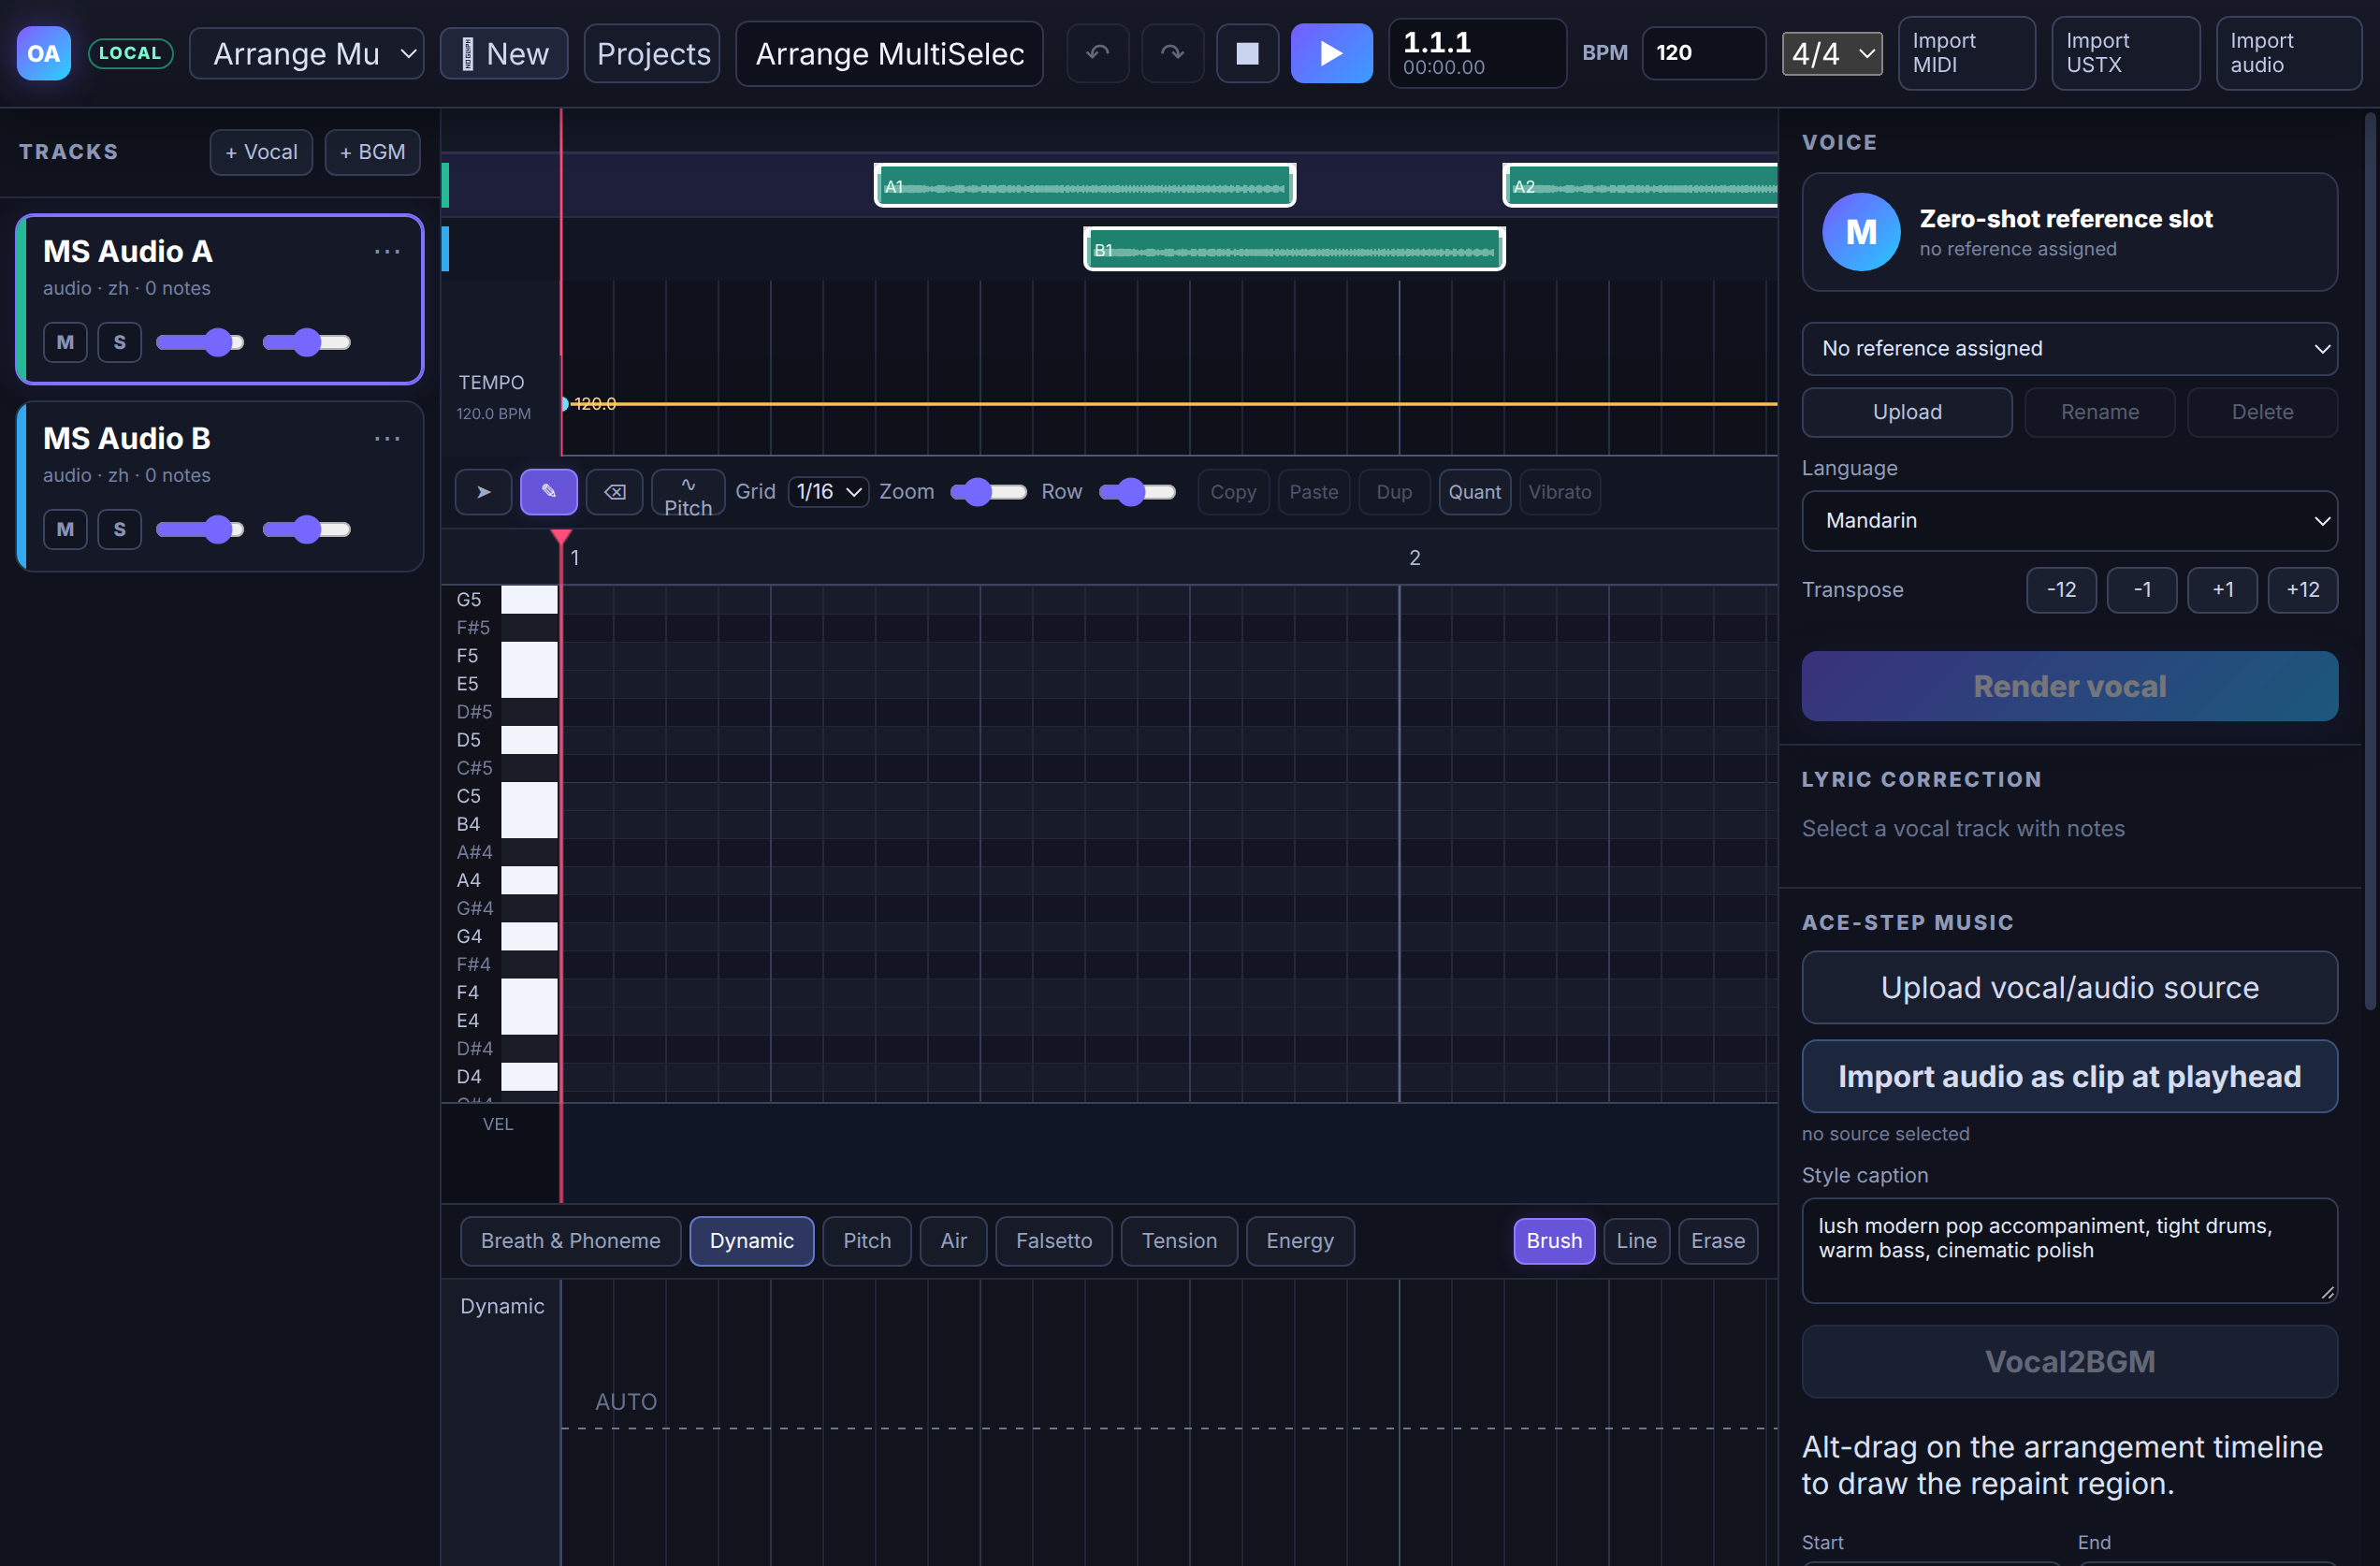 OA
LOCAL
Arrange Mu
New
Projects
Arrange MultiSelec
1.1.1
00:00.00
BPM
120
4/4
Import
MIDI
Import
USTX
Import
audio
TRACKS
+ Vocal
+ BGM
MS Audio A
audio · zh · 0 notes
M
S
MS Audio B
audio · zh · 0 notes
M
S
A1
A2
B1
TEMPO
120.0 BPM
120.0
Pitch
Grid
1/16
Zoom
Row
Copy
Paste
Dup
Quant
Vibrato
1
2
G5
F#5
F5
E5
D#5
D5
C#5
C5
B4
A#4
A4
G#4
G4
F#4
F4
E4
D#4
D4
C#4
VEL
Breath & Phoneme
Dynamic
Pitch
Air
Falsetto
Tension
Energy
Brush
Line
Erase
Dynamic
AUTO
VOICE
M
Zero-shot reference slot
no reference assigned
No reference assigned
Upload
Rename
Delete
Language
Mandarin
Transpose
-12
-1
+1
+12
Render vocal
LYRIC CORRECTION
Select a vocal track with notes
ACE-STEP MUSIC
Upload vocal/audio source
Import audio as clip at playhead
no source selected
Style caption
lush modern pop accompaniment, tight drums,
warm bass, cinematic polish
Vocal2BGM
Alt-drag on the arrangement timeline
to draw the repaint region.
Start
End